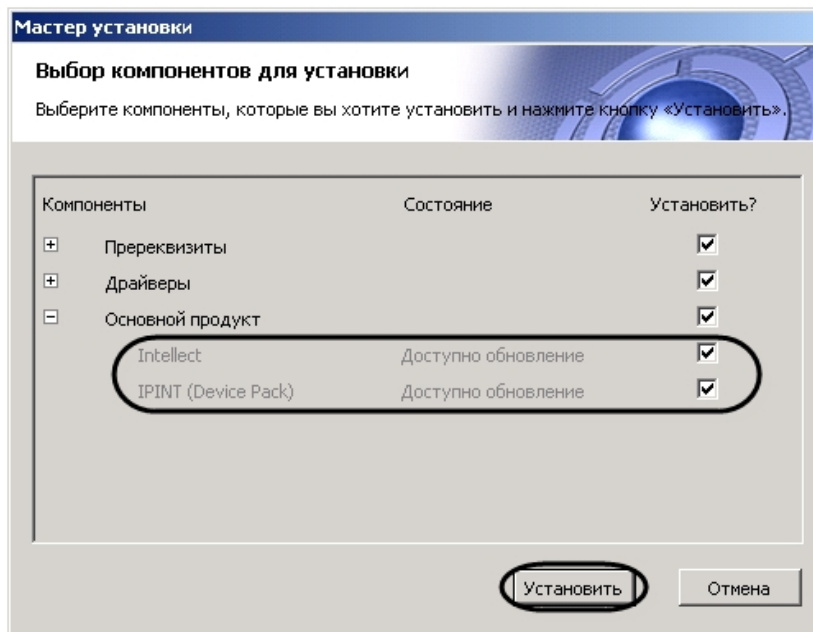 Мастер установки
Выбор компонентов для установки
Выберите компоненты, которые вы хотите установить и нажмите кнопку «Установить».
Компоненты Состояние Установить?
Пререквизиты
Драйверы
Основной продукт
Intellect Доступно обновление
IPINT (Device Pack) Доступно обновление
Установить Отмена